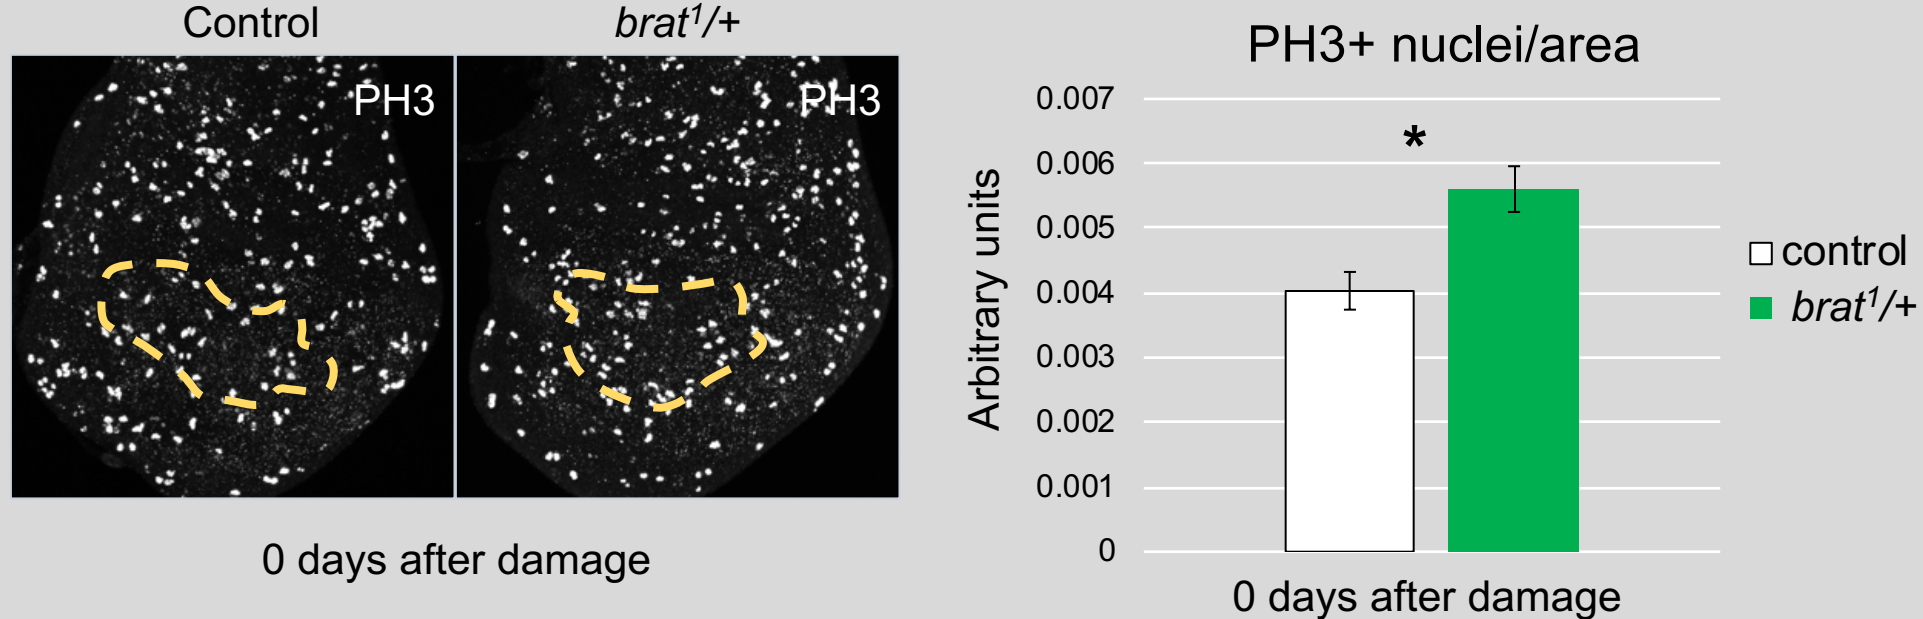 Control
brat¹/+
PH3
PH3
0 days after damage
PH3+ nuclei/area
Arbitrary units
0.007
0.006
0.005
0.004
0.003
0.002
0.001
0
*
0 days after damage
control
brat¹/+